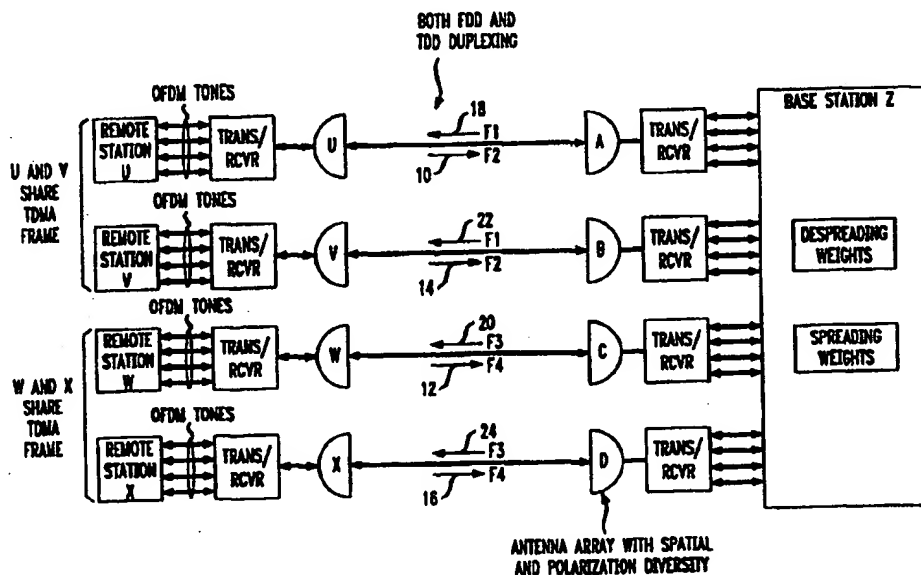 BOTH FDD AND
TDD DUPLEXING
OFDM TONES
REMOTE
STATION
U
TRANS/
RCVR
U
18
F1
F2
10
A
TRANS/
RCVR
BASE STATION Z
U AND V
SHARE
TDMA
FRAME
OFDM TONES
REMOTE
STATION
V
TRANS/
RCVR
V
22
F1
F2
14
B
TRANS/
RCVR
DESPREADING
WEIGHTS
OFDM TONES
REMOTE
STATION
W
TRANS/
RCVR
W
20
F3
F4
12
C
TRANS/
RCVR
SPREADING
WEIGHTS
W AND X
SHARE
TDMA
FRAME
OFDM TONES
REMOTE
STATION
X
TRANS/
RCVR
X
24
F3
F4
16
D
TRANS/
RCVR
ANTENNA ARRAY WITH SPATIAL
AND POLARIZATION DIVERSITY